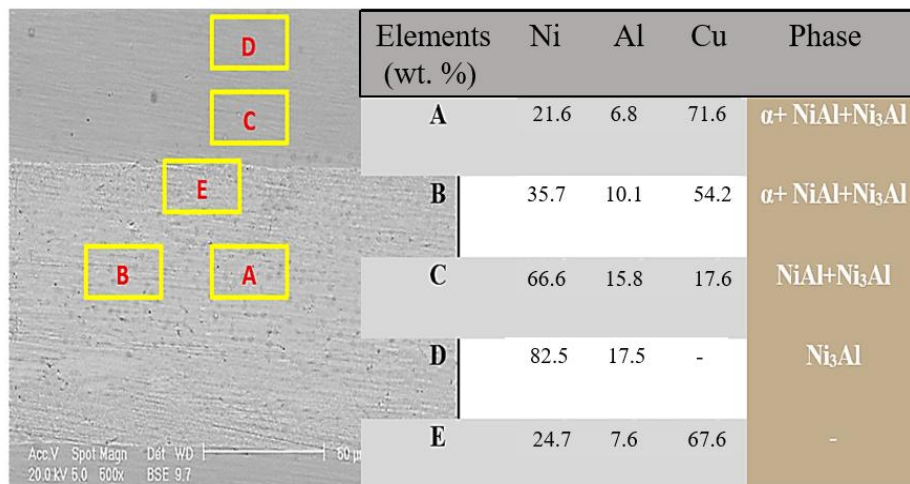 D
C
E
B A
Acc.V Spot Magn Det WD 50 µm
20.0 kV 5.0 500x BSE 9.7
Elements (wt. %) Ni Al Cu Phase
A 21.6 6.8 71.6 α+ NiAl+Ni₃Al
B 35.7 10.1 54.2 α+ NiAl+Ni₃Al
C 66.6 15.8 17.6 NiAl+Ni₃Al
D 82.5 17.5 - Ni₃Al
E 24.7 7.6 67.6 -